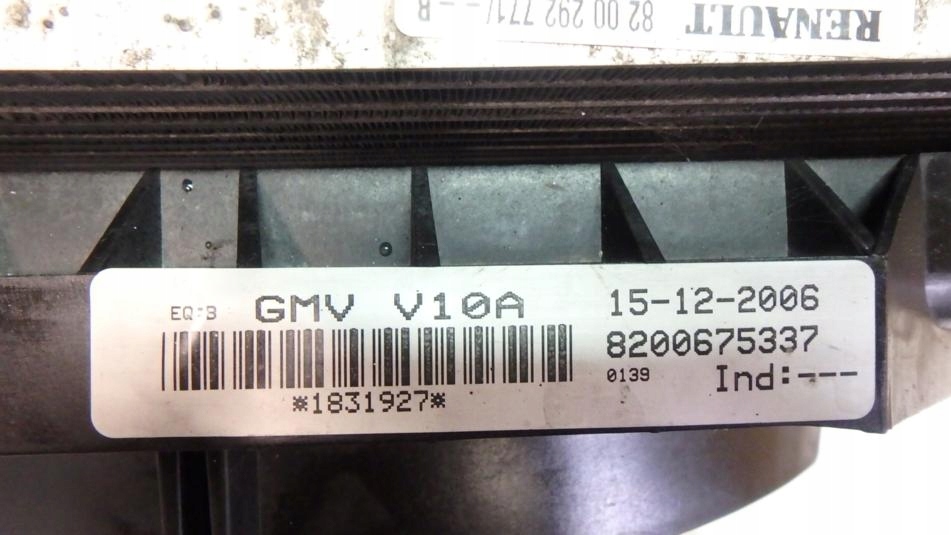 RENAULT
82 00 292 771/--B
EQ:B GMV V10A 15-12-2006
8200675337
0139 Ind:---
*1831927*